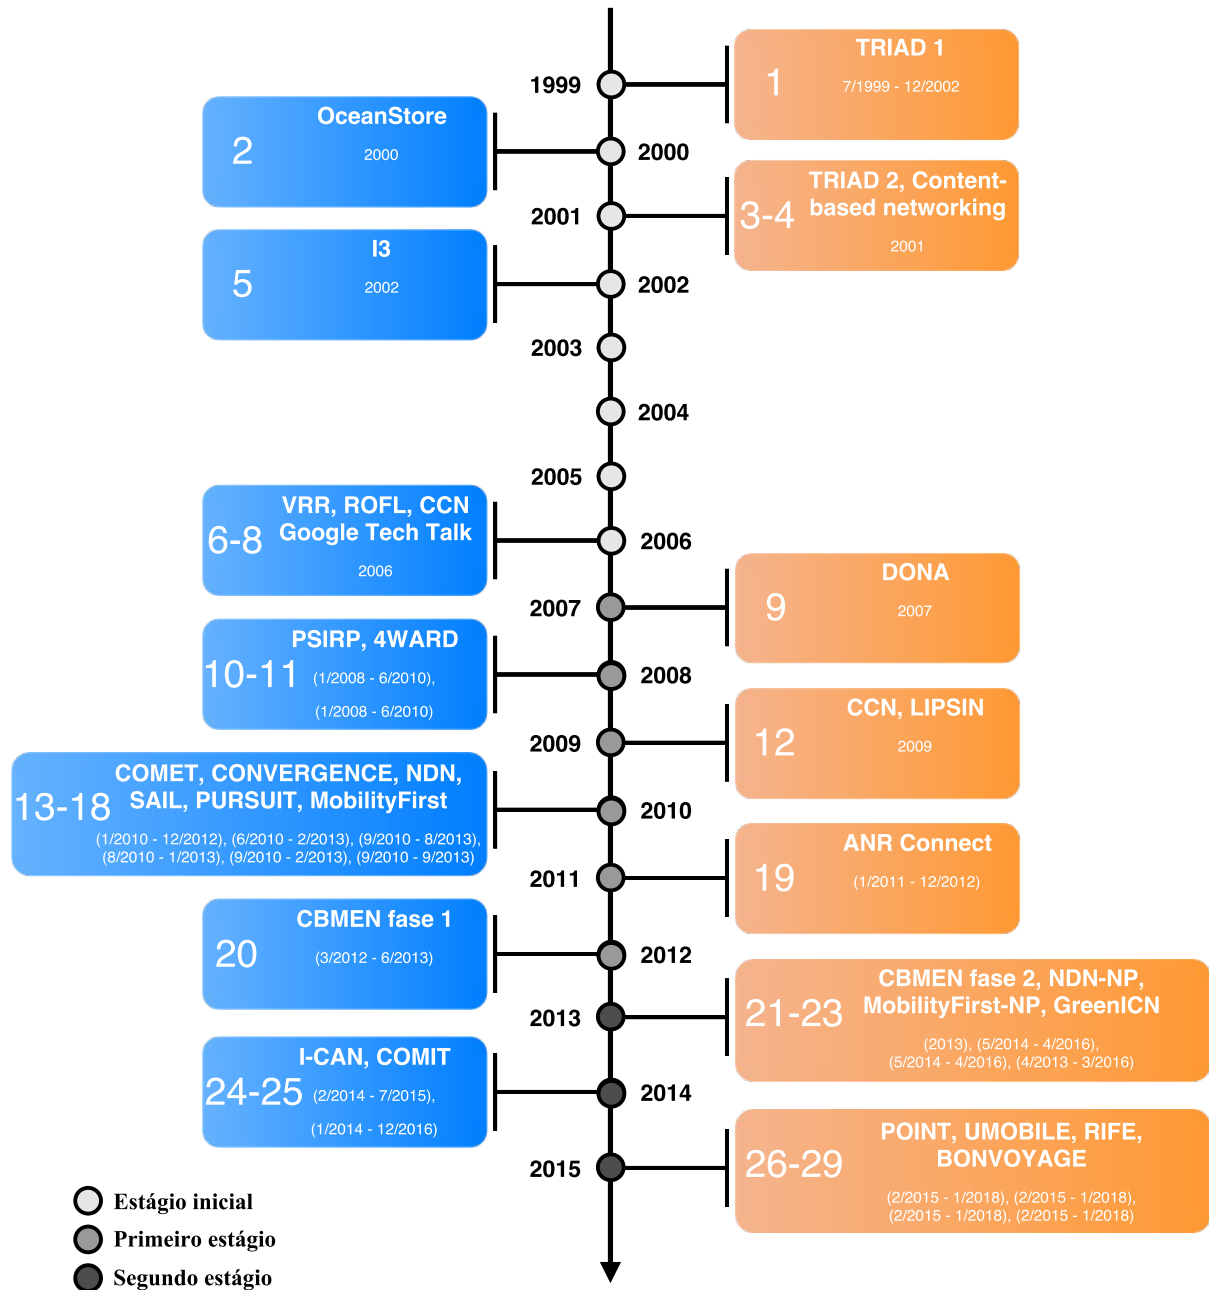 1999
1
TRIAD 1
7/1999 - 12/2002
2
OceanStore
2000
2000
3-4
TRIAD 2, Content-
based networking
2001
2001
5
I3
2002
2002
2003
2004
2005
6-8
VRR, ROFL, CCN
Google Tech Talk
2006
2006
9
DONA
2007
2007
10-11
PSIRP, 4WARD
(1/2008 - 6/2010),
(1/2008 - 6/2010)
2008
12
CCN, LIPSIN
2009
2009
13-18
COMET, CONVERGENCE, NDN,
SAIL, PURSUIT, MobilityFirst
(1/2010 - 12/2012), (6/2010 - 2/2013), (9/2010 - 8/2013),
(8/2010 - 1/2013), (9/2010 - 2/2013), (9/2010 - 9/2013)
2010
19
ANR Connect
(1/2011 - 12/2012)
2011
20
CBMEN fase 1
(3/2012 - 6/2013)
2012
21-23
CBMEN fase 2, NDN-NP,
MobilityFirst-NP, GreenICN
(2013), (5/2014 - 4/2016),
(5/2014 - 4/2016), (4/2013 - 3/2016)
2013
24-25
I-CAN, COMIT
(2/2014 - 7/2015),
(1/2014 - 12/2016)
2014
26-29
POINT, UMOBILE, RIFE,
BONVOYAGE
(2/2015 - 1/2018), (2/2015 - 1/2018),
(2/2015 - 1/2018), (2/2015 - 1/2018)
2015
Estágio inicial
Primeiro estágio
Segundo estágio